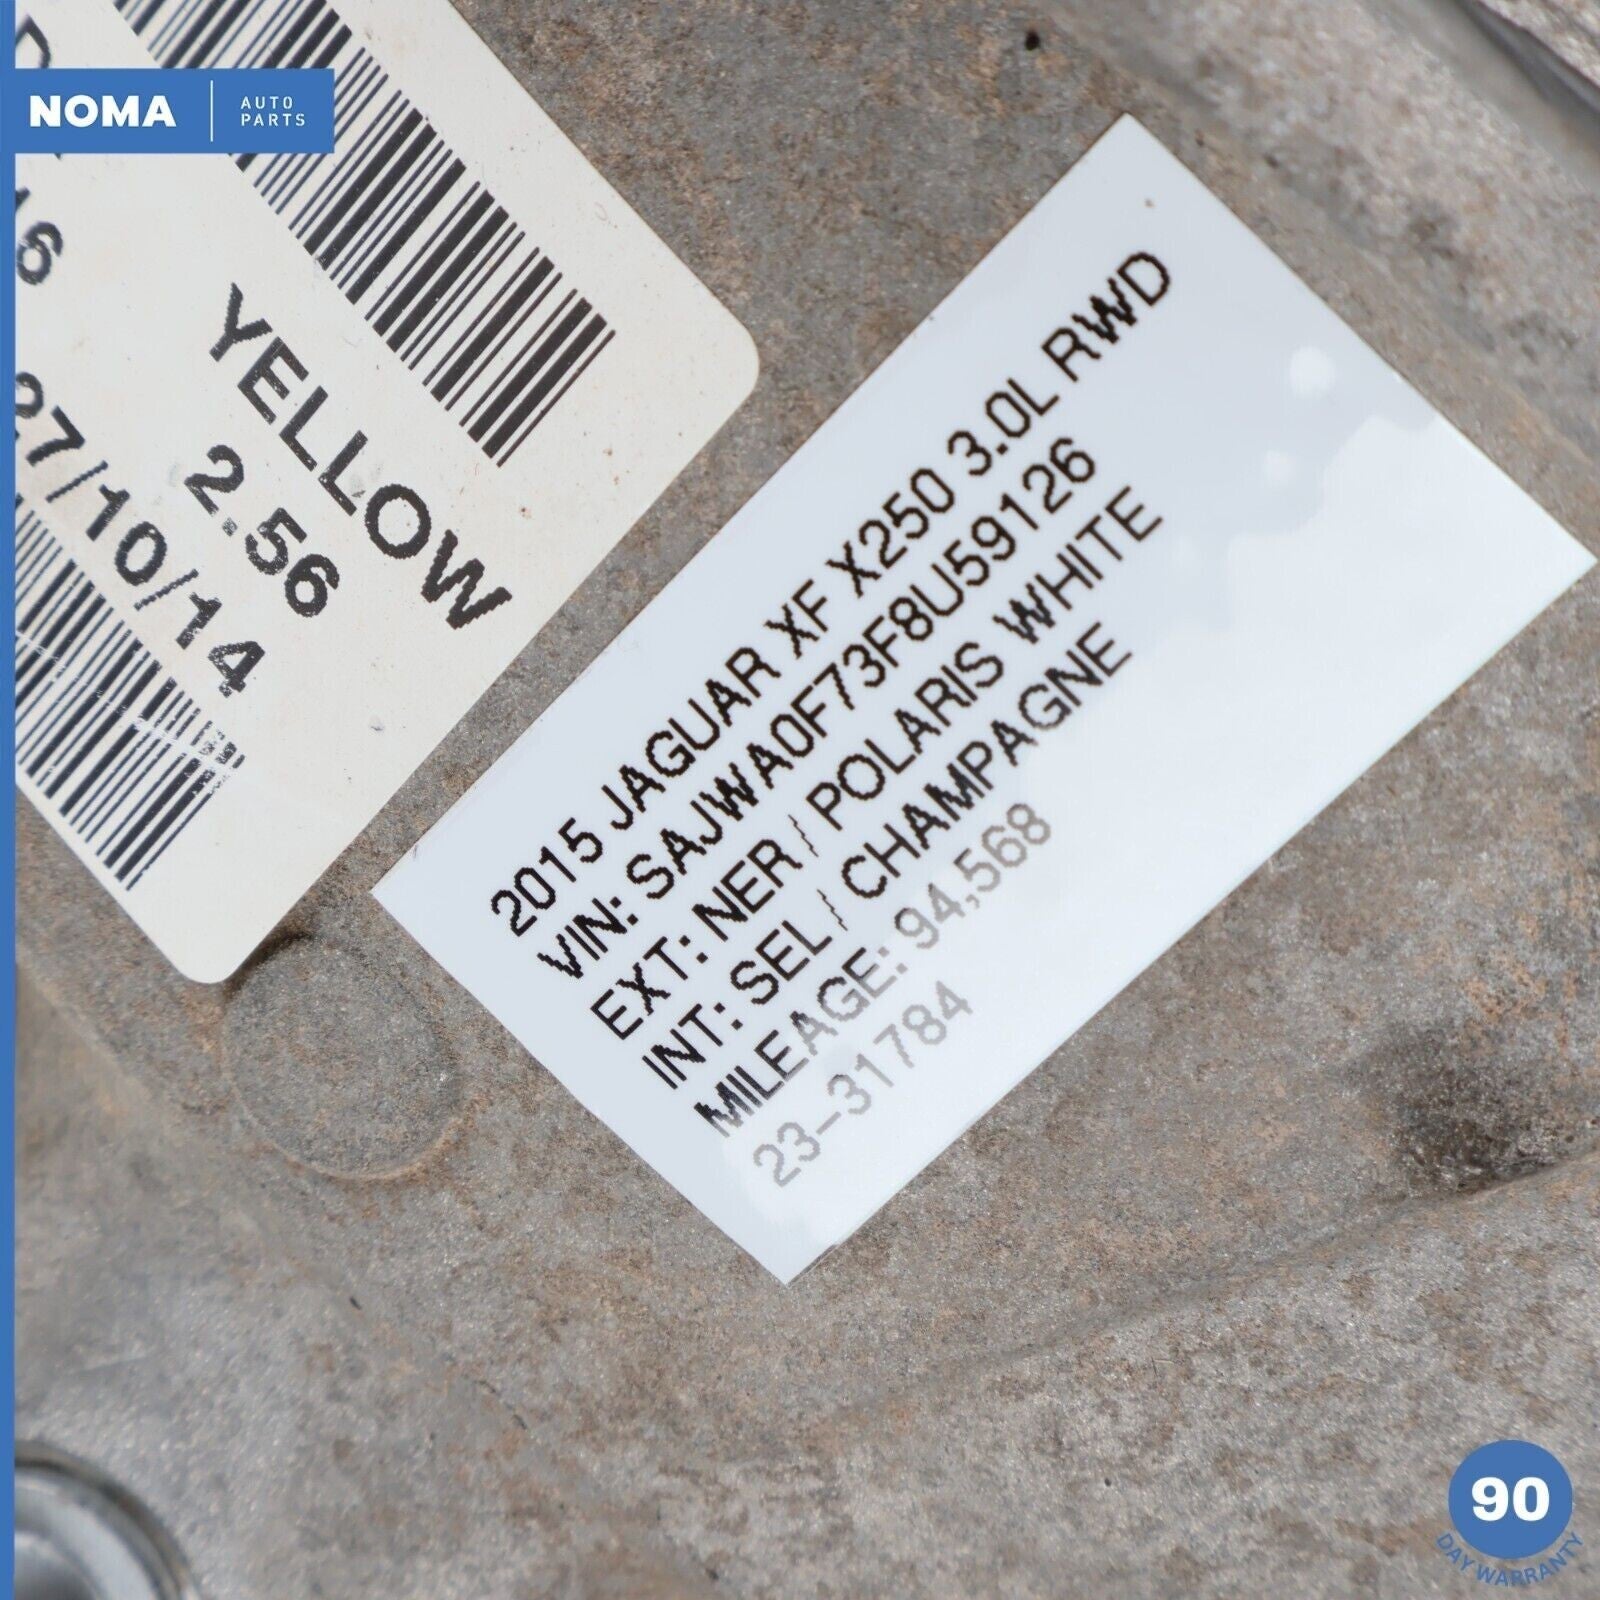 NOMA
AUTO
PARTS
YELLOW
2.56
27/10/14
2015 JAGUAR XF X250 3.0L RWD
VIN: SAJWA0F73F8U59126
EXT: NER/ POLARIS WHITE
INT: SEL/ CHAMPAGNE
MILEAGE: 94,568
23-31784
90
DAY WARRANTY